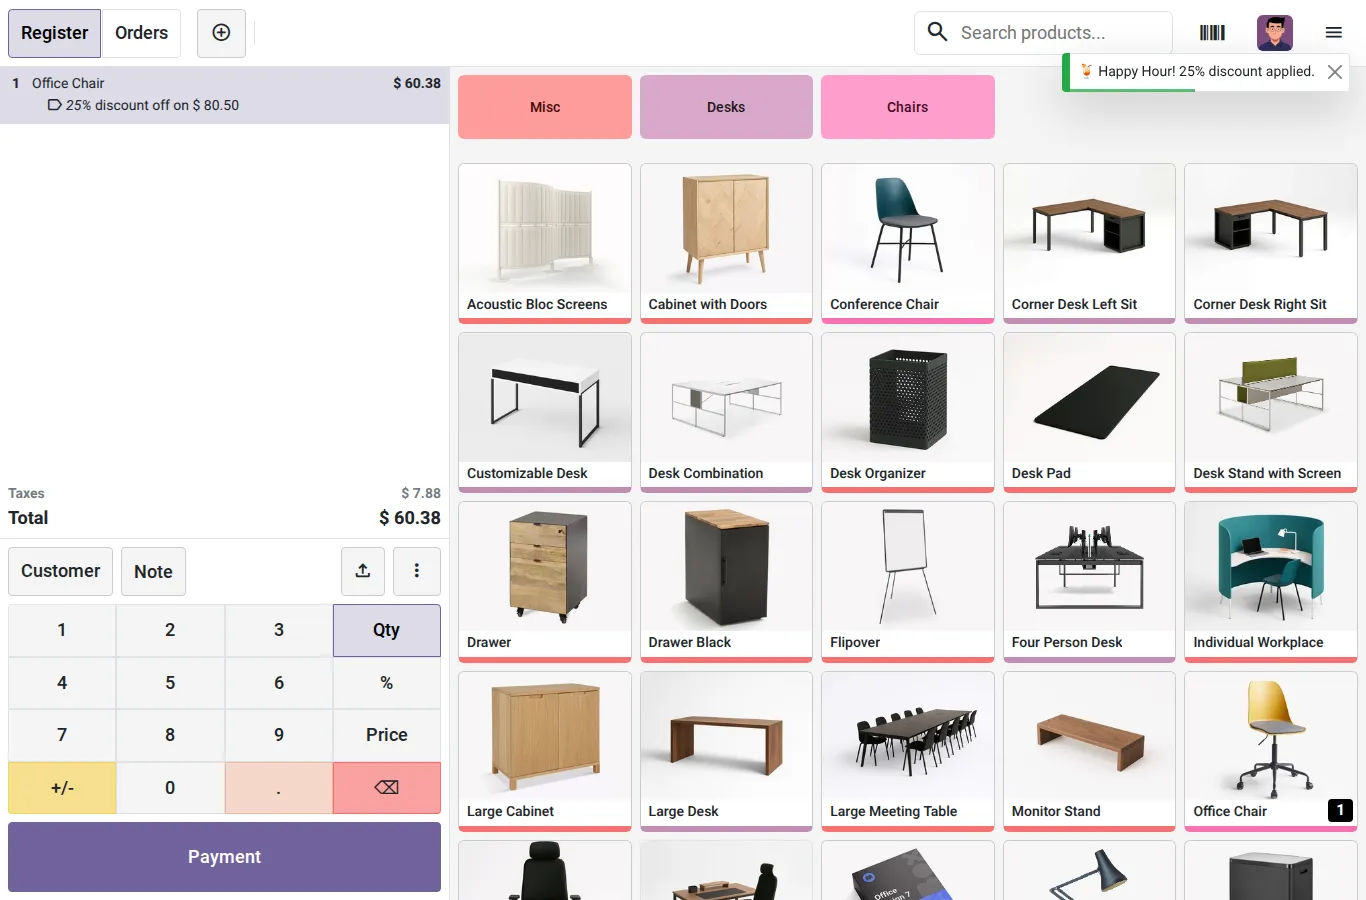 Register
Orders
Search products...
🍹 Happy Hour! 25% discount applied.
1 Office Chair $ 60.38
25% discount off on $ 80.50
Taxes $ 7.88
Total $ 60.38
Customer
Note
1 2 3 Qty
4 5 6 %
7 8 9 Price
+/- 0 . ⌫
Payment
Misc
Desks
Chairs
Acoustic Bloc Screens
Cabinet with Doors
Conference Chair
Corner Desk Left Sit
Corner Desk Right Sit
Customizable Desk
Desk Combination
Desk Organizer
Desk Pad
Desk Stand with Screen
Drawer
Drawer Black
Flipover
Four Person Desk
Individual Workplace
Large Cabinet
Large Desk
Large Meeting Table
Monitor Stand
Office Chair
1
Office